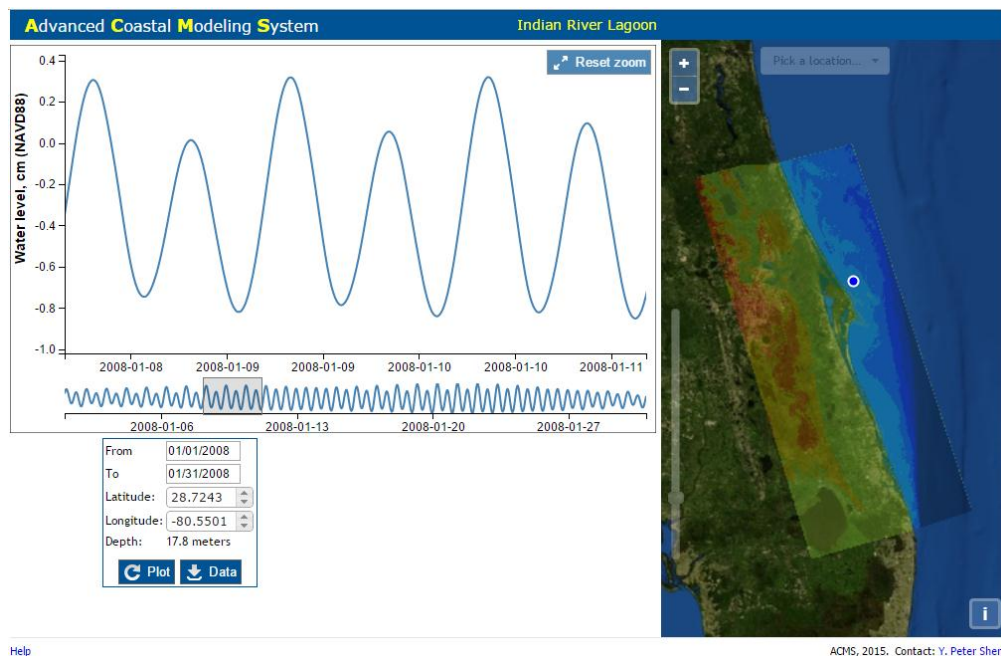 Advanced Coastal Modeling System
Indian River Lagoon
Reset zoom
Water level, cm (NAVD88)
0.4
0.2
0.0
-0.2
-0.4
-0.6
-0.8
-1.0
2008-01-08 2008-01-09 2008-01-09 2008-01-10 2008-01-10 2008-01-11
2008-01-06 2008-01-13 2008-01-20 2008-01-27
From 01/01/2008
To 01/31/2008
Latitude: 28.7243
Longitude: -80.5501
Depth: 17.8 meters
Plot Data
+
−
Pick a location...
i
Help
ACMS, 2015. Contact: Y. Peter Sher